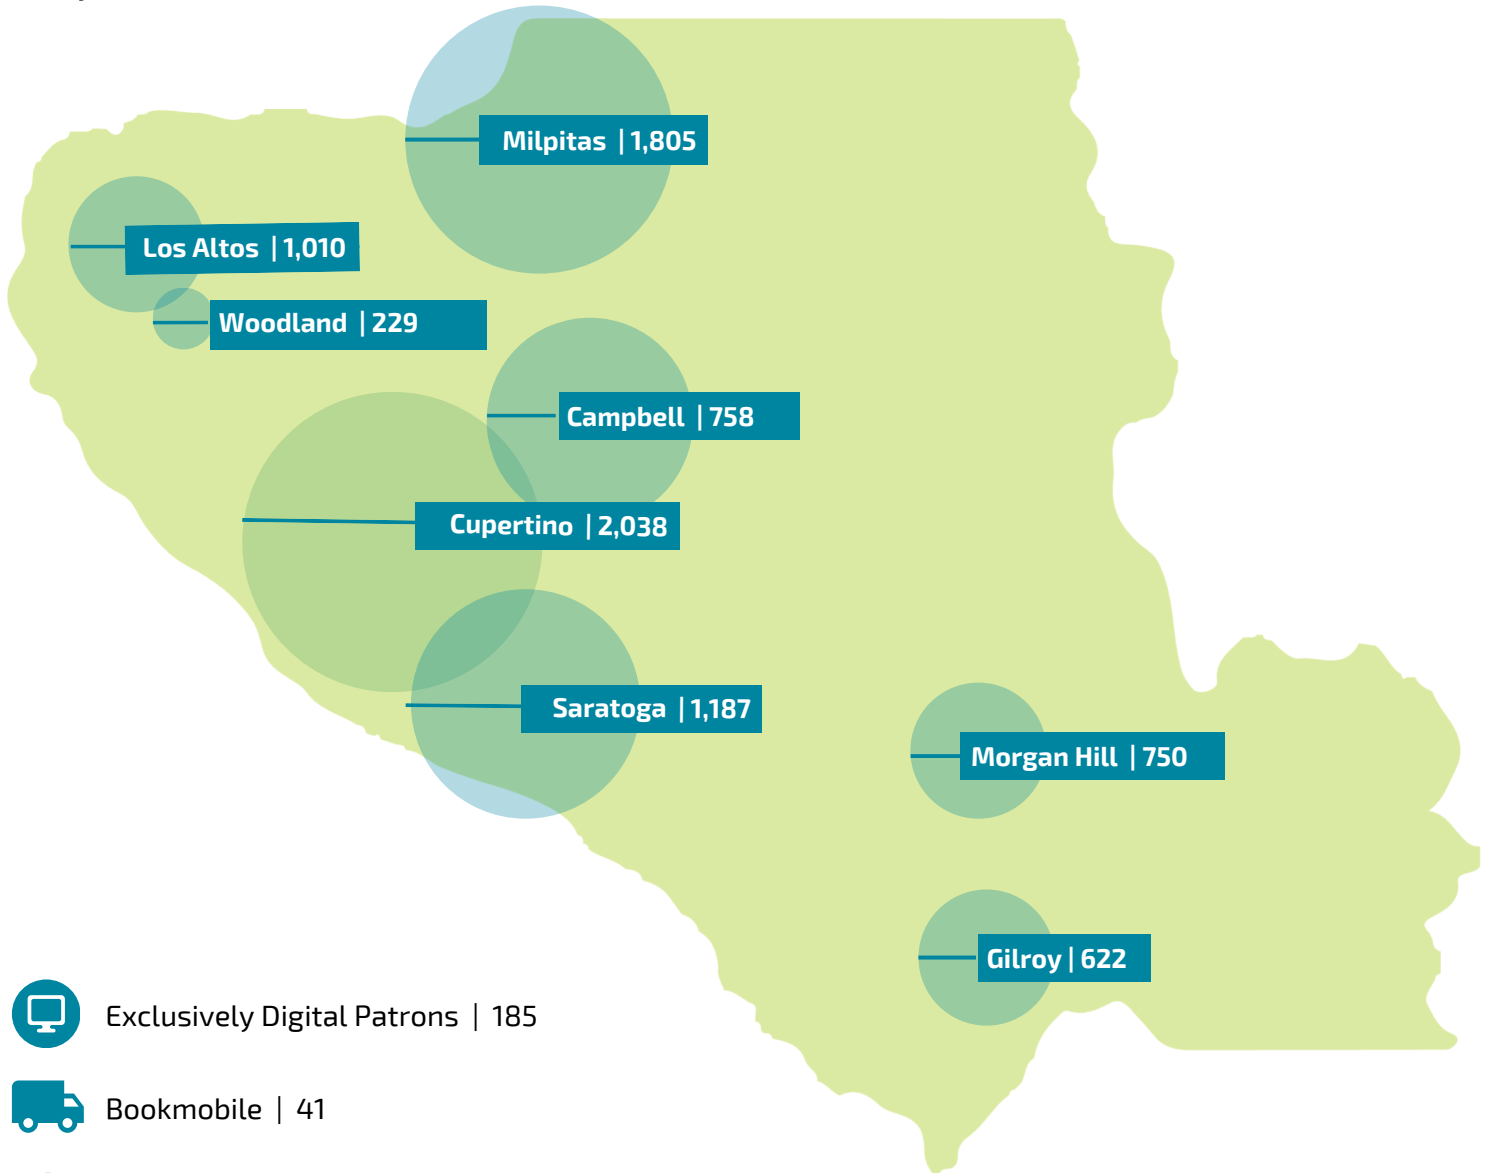 Milpitas | 1,805
Los Altos | 1,010
Woodland | 229
Campbell | 758
Cupertino | 2,038
Saratoga | 1,187
Morgan Hill | 750
Gilroy | 622
Exclusively Digital Patrons | 185
Bookmobile | 41